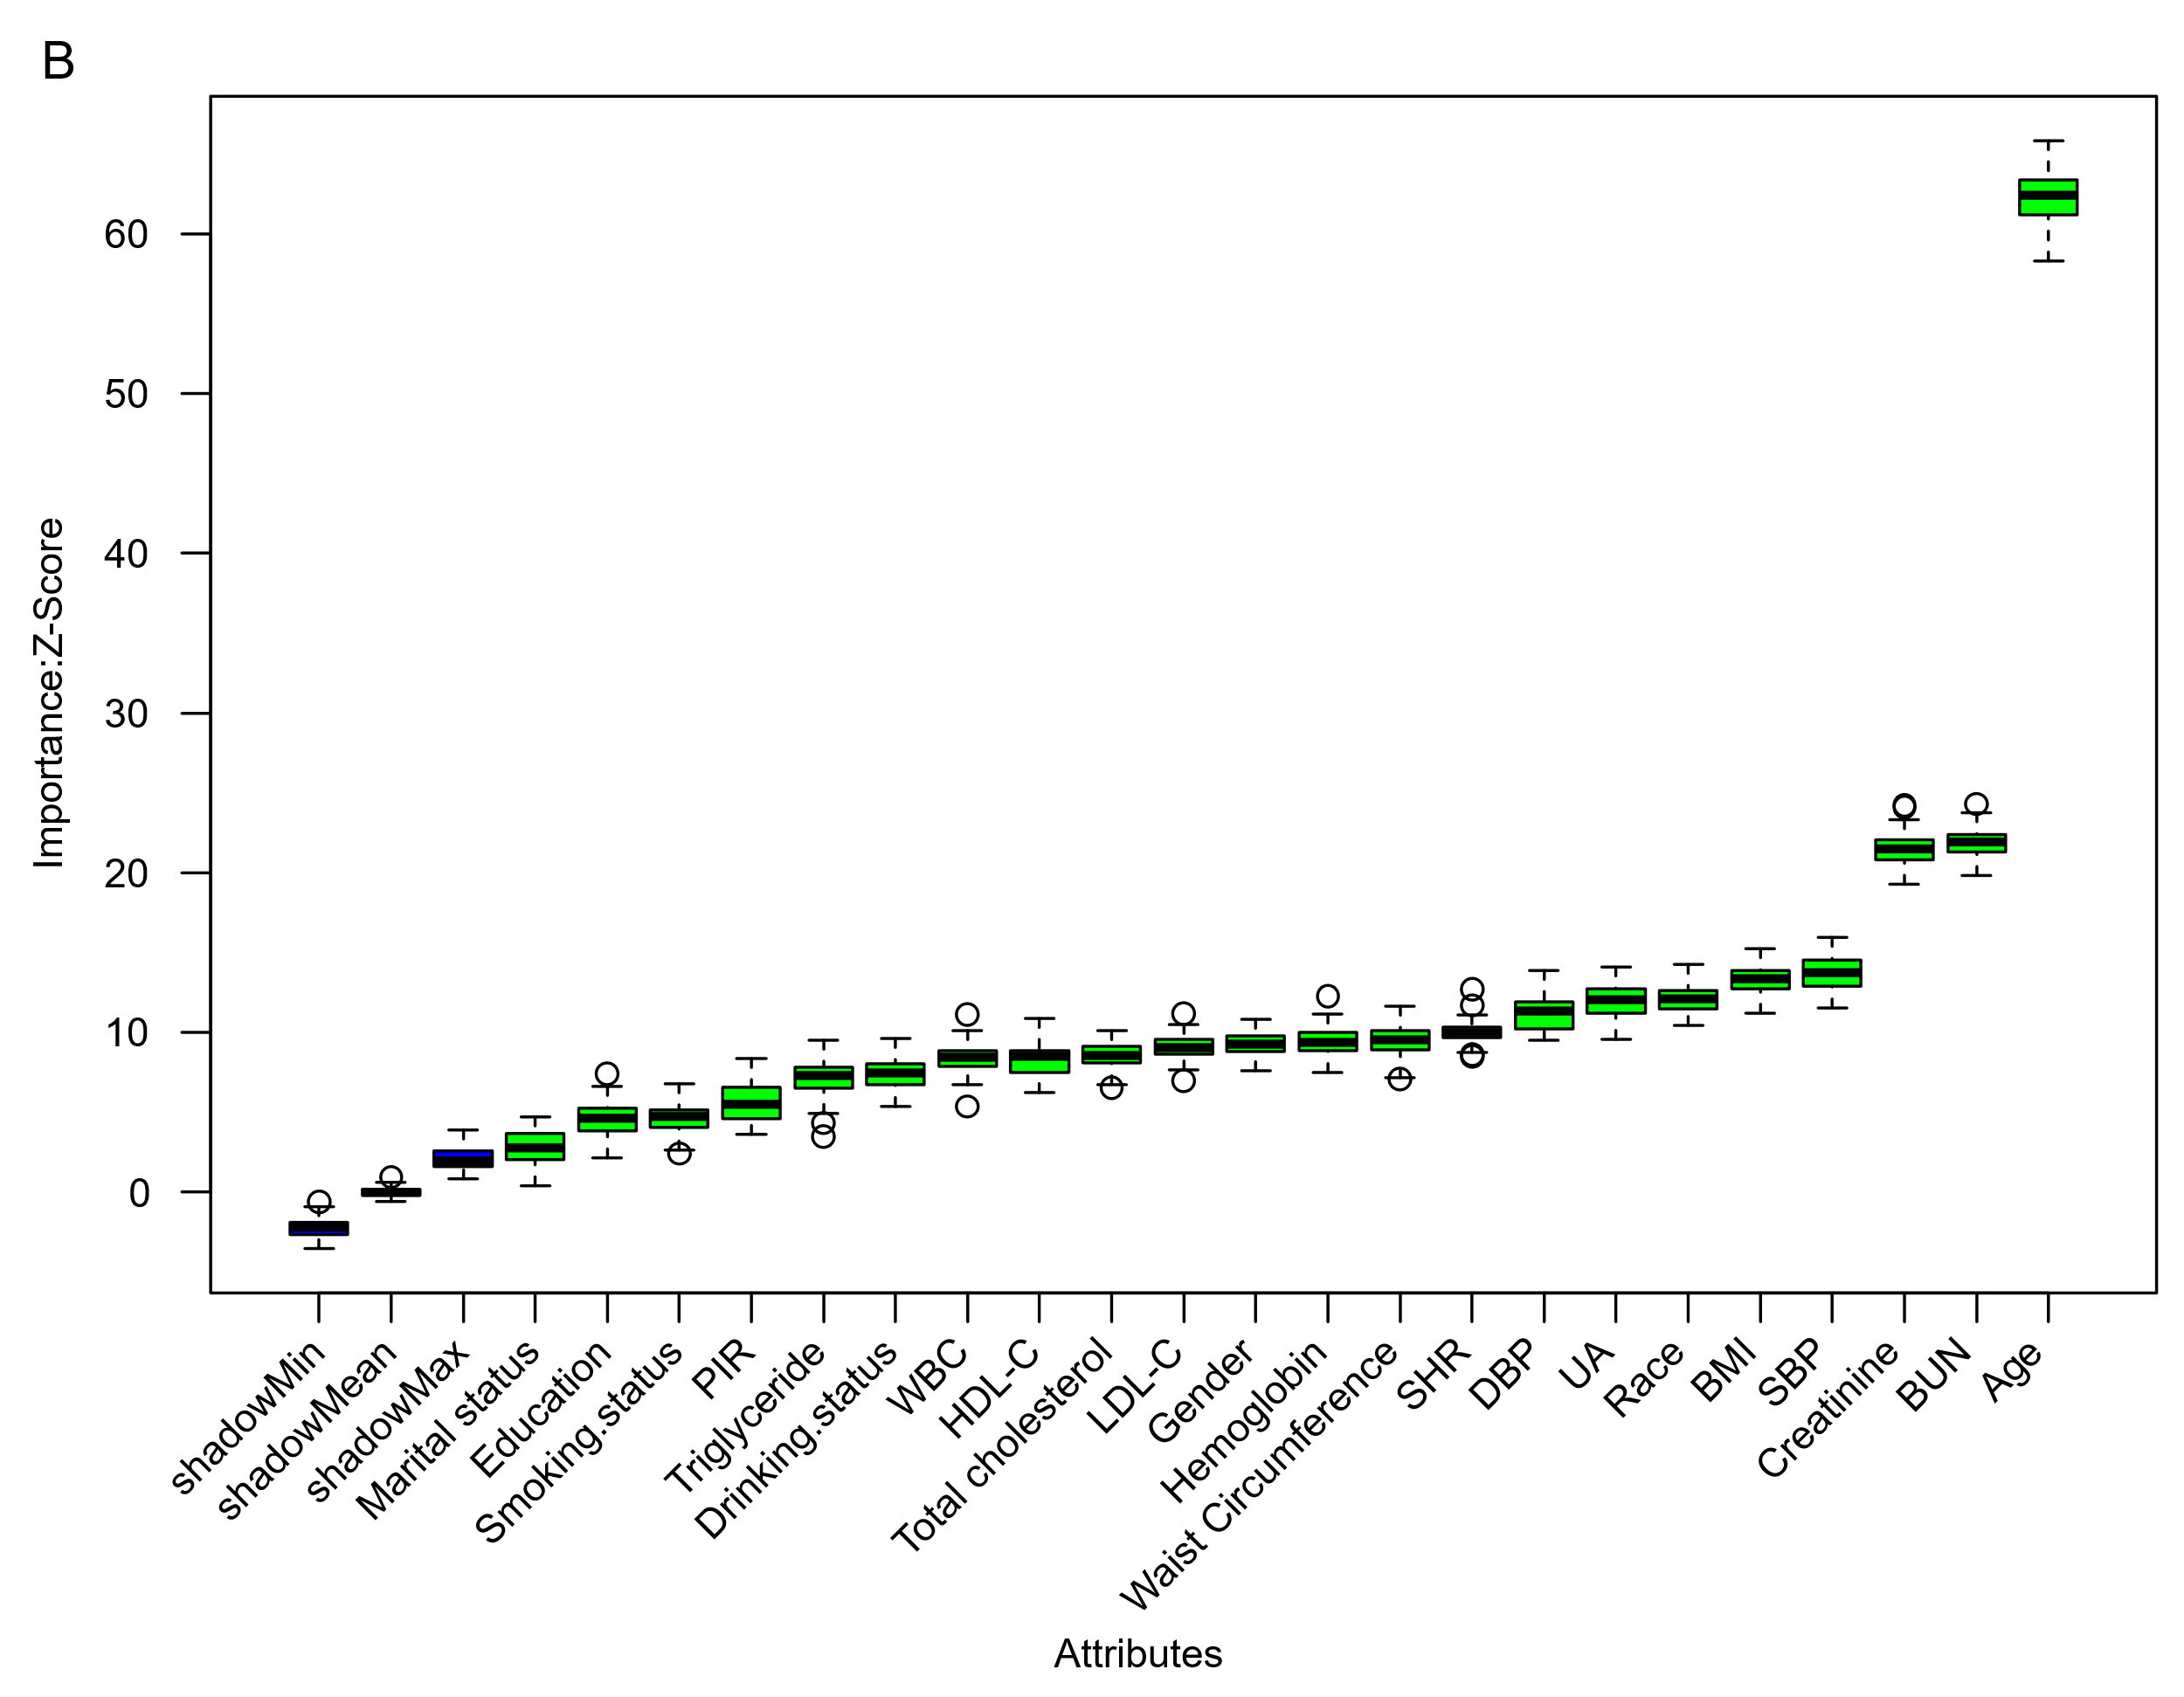 B
Importance:Z-Score
60
50
40
30
20
10
0
shadowMin
shadowMean
shadowMax
Marital status
Education
Smoking.status
PIR
Triglyceride
Drinking.status
WBC
HDL-C
Total cholesterol
LDL-C
Gender
Hemoglobin
Waist Circumference
SHR
DBP
UA
Race
BMI
SBP
Creatinine
BUN
Age
Attributes